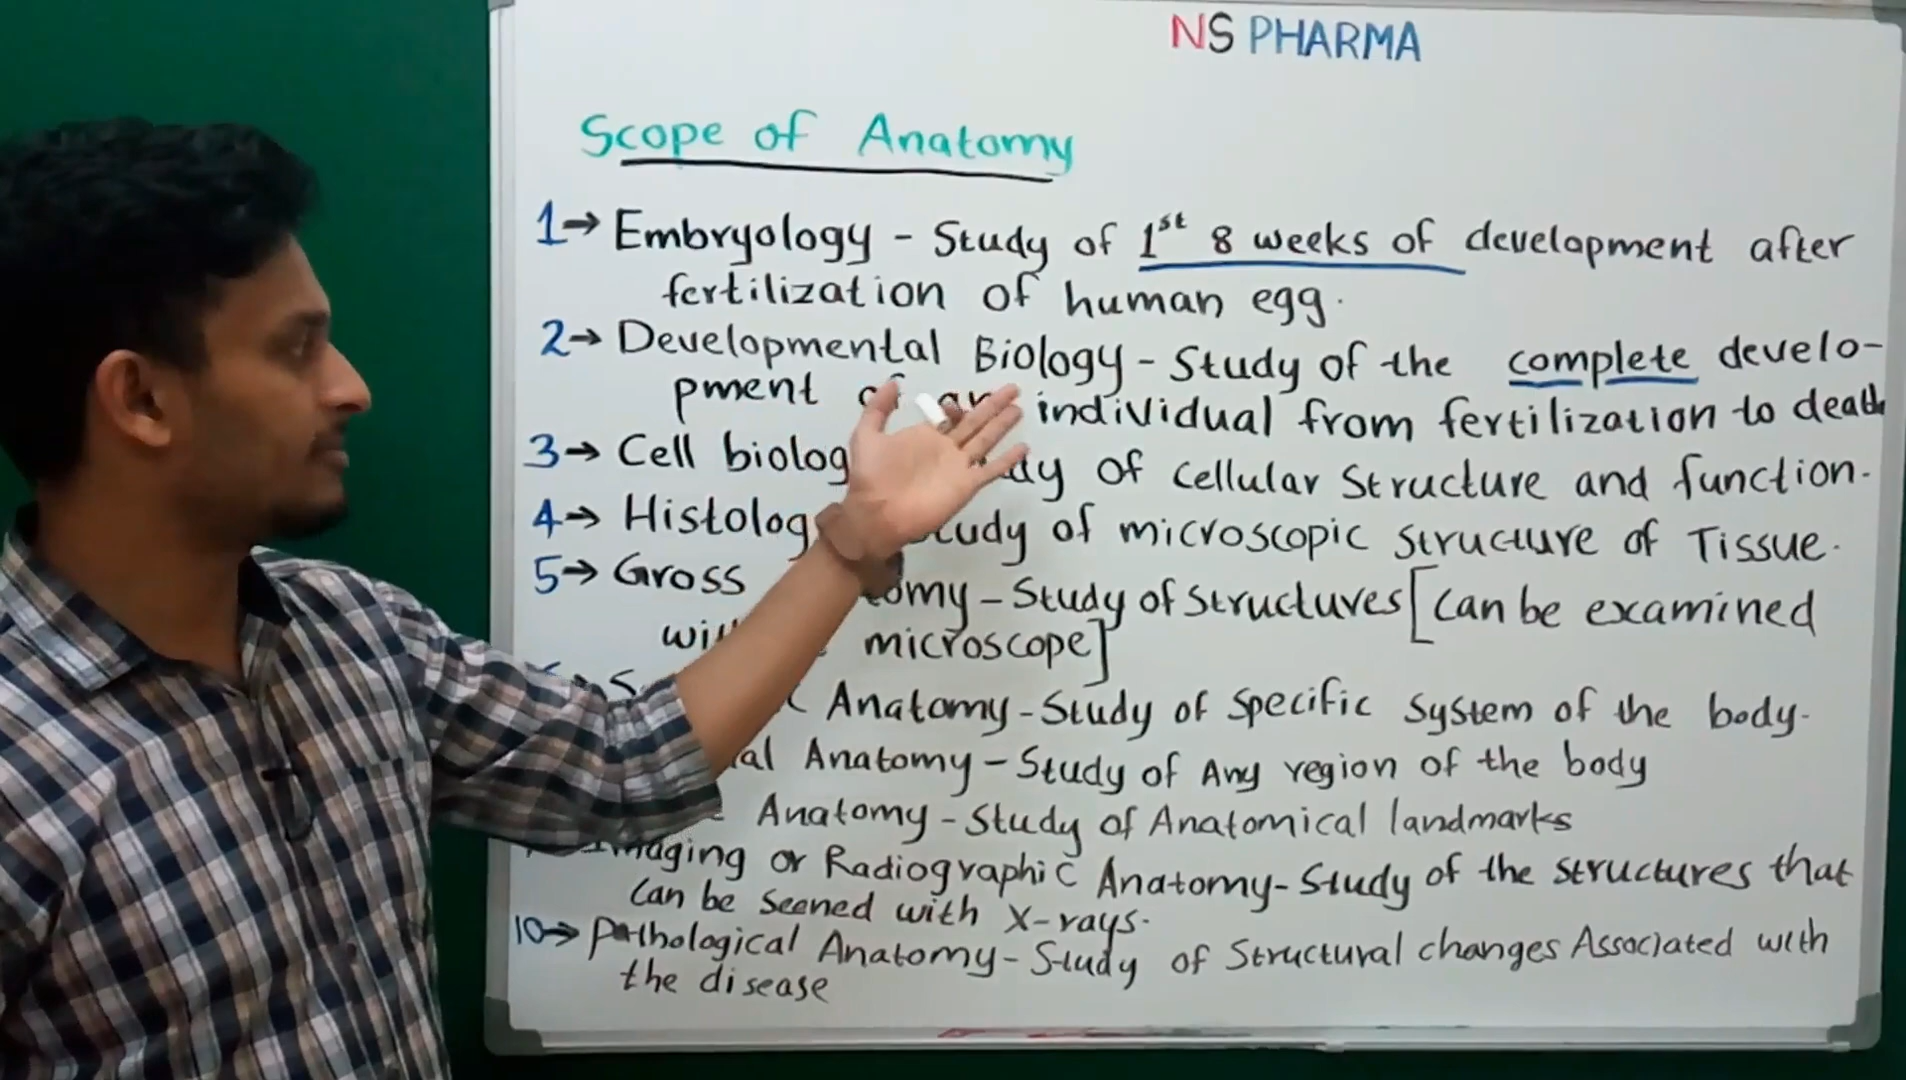 NS PHARMA
Scope of Anatomy
1→ Embryology - Study of 1st 8 weeks of development after
fertilization of human egg.
2→ Developmental Biology - Study of the complete develo-
pment of an individual from fertilization to death
3→ Cell biolog of cellular structure and function.
4→ Histolog study of microscopic structure of Tissue.
5→ Gross - Study of structures [can be examined
microscope]
Anatomy - Study of specific system of the body.
Anatomy - Study of Any region of the body
Anatomy - Study of Anatomical landmarks
Imaging or Radiographic Anatomy - Study of the structures that
can be seened with X-rays.
10→ Pathological Anatomy - Study of structural changes Associated with
the disease